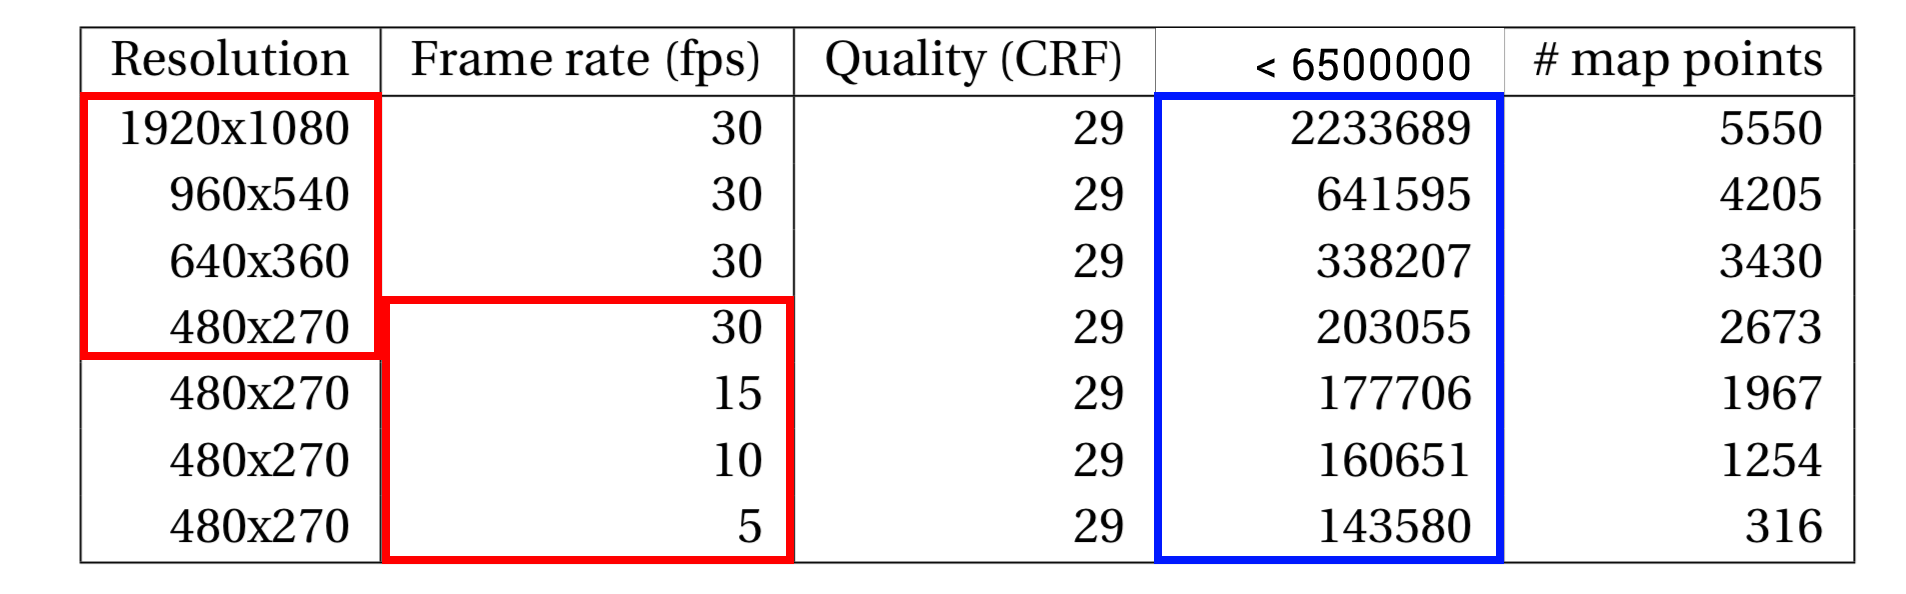 Resolution Frame rate (fps) Quality (CRF) < 6500000 # map points
1920x1080 30 29 2233689 5550
960x540 30 29 641595 4205
640x360 30 29 338207 3430
480x270 30 29 203055 2673
480x270 15 29 177706 1967
480x270 10 29 160651 1254
480x270 5 29 143580 316